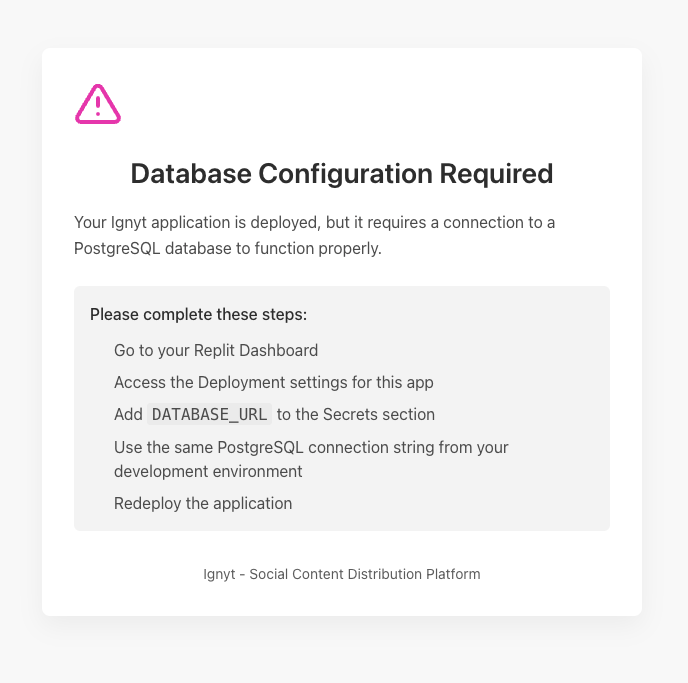 Database Configuration Required
Your Ignyt application is deployed, but it requires a connection to a
PostgreSQL database to function properly.
Please complete these steps:
Go to your Replit Dashboard
Access the Deployment settings for this app
Add DATABASE_URL to the Secrets section
Use the same PostgreSQL connection string from your
development environment
Redeploy the application
Ignyt - Social Content Distribution Platform